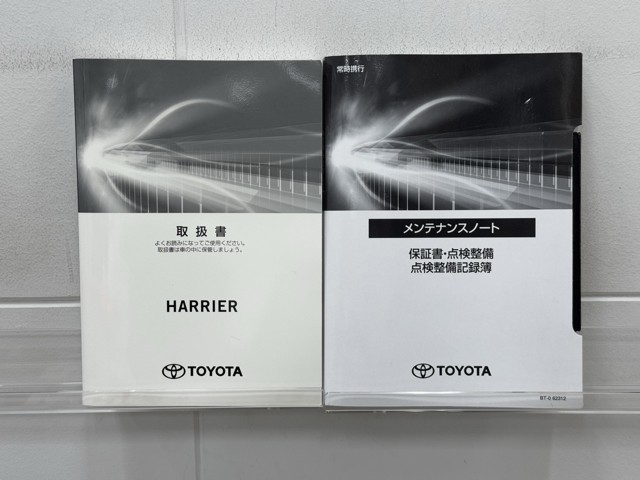 取扱書
よくお読みになってご使用ください。
取扱書は車の中に保管しましょう。
HARRIER
TOYOTA
常時携行
メンテナンスノート
保証書・点検整備
点検整備記録簿
TOYOTA